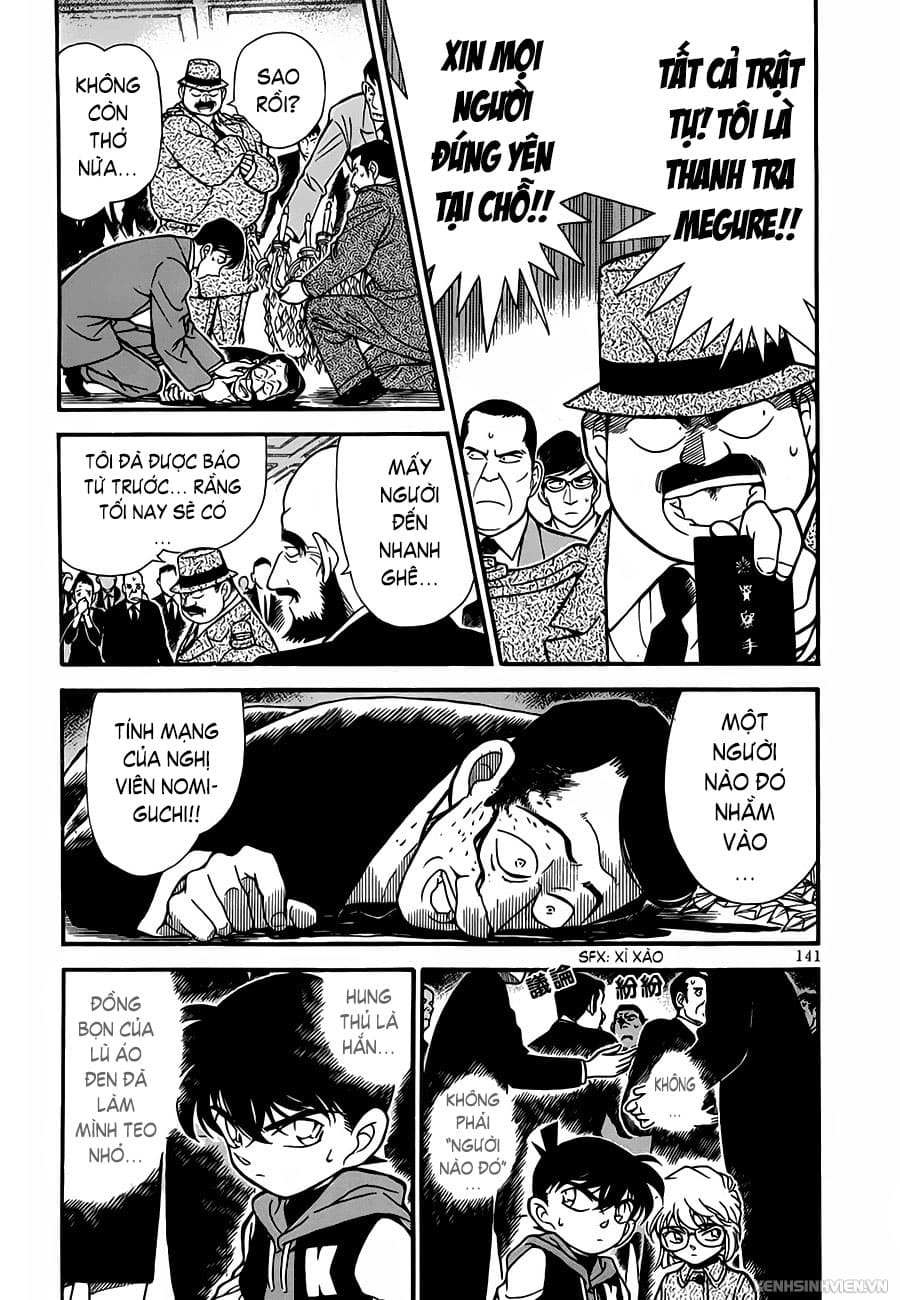 TẤT CẢ TRẬT
TỰ! TÔI LÀ
THANH TRA
MEGURE!!
XIN MỌI
NGƯỜI
ĐỨNG YÊN
TẠI CHỖ!!
SAO
RỒI?
KHÔNG
CÒN
THỞ
NỮA...
MẤY
NGƯỜI
ĐẾN
NHANH
GHÊ...
TÔI ĐÃ ĐƯỢC BÁO
TỪ TRƯỚC... RẰNG
TỐI NAY SẼ CÓ
...
MỘT
NGƯỜI
NÀO ĐÓ
NHẰM
VÀO
...
TÍNH MẠNG
CỦA NGHỊ
VIÊN NOMI-
GUCHI!!
SFX: XÌ XÀO
141
議論
紛紛
KHÔNG
...
KHÔNG
PHẢI
"NGƯỜI
NÀO ĐÓ"
...
HUNG
THỦ LÀ
HẮN...
ĐỒNG
BỌN CỦA
LŨ ÁO
ĐEN ĐÃ
LÀM
MÌNH TEO
NHỎ...
K
KENHSINHVIEN.VN